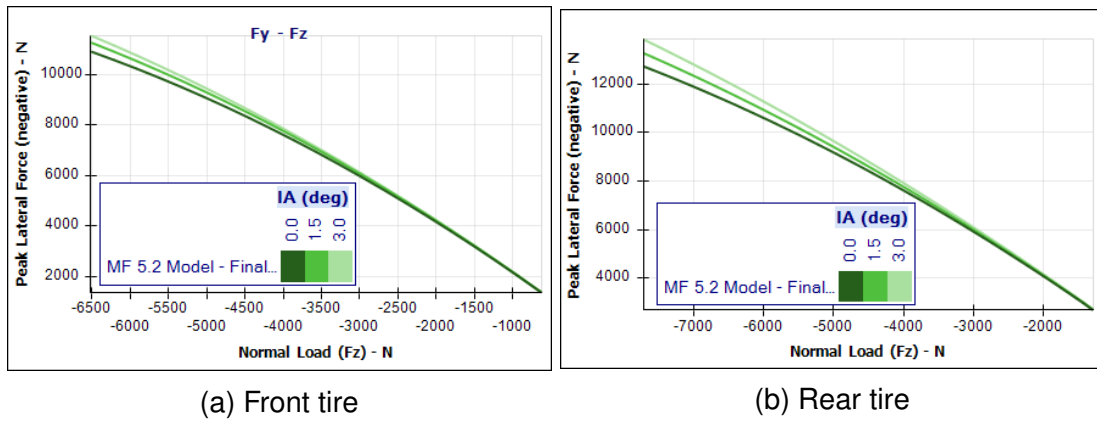 Fy - Fz
Peak Lateral Force (negative) - N
10000
8000
6000
4000
2000
IA (deg)
0.0 1.5 3.0
MF 5.2 Model - Final...
-6500 -5500 -4500 -3500 -2500 -1500
-6000 -5000 -4000 -3000 -2000 -1000
Normal Load (Fz) - N
(a) Front tire
Peak Lateral Force (negative) - N
12000
10000
8000
6000
4000
IA (deg)
0.0 1.5 3.0
MF 5.2 Model - Final...
-7000 -6000 -5000 -4000 -3000 -2000
Normal Load (Fz) - N
(b) Rear tire